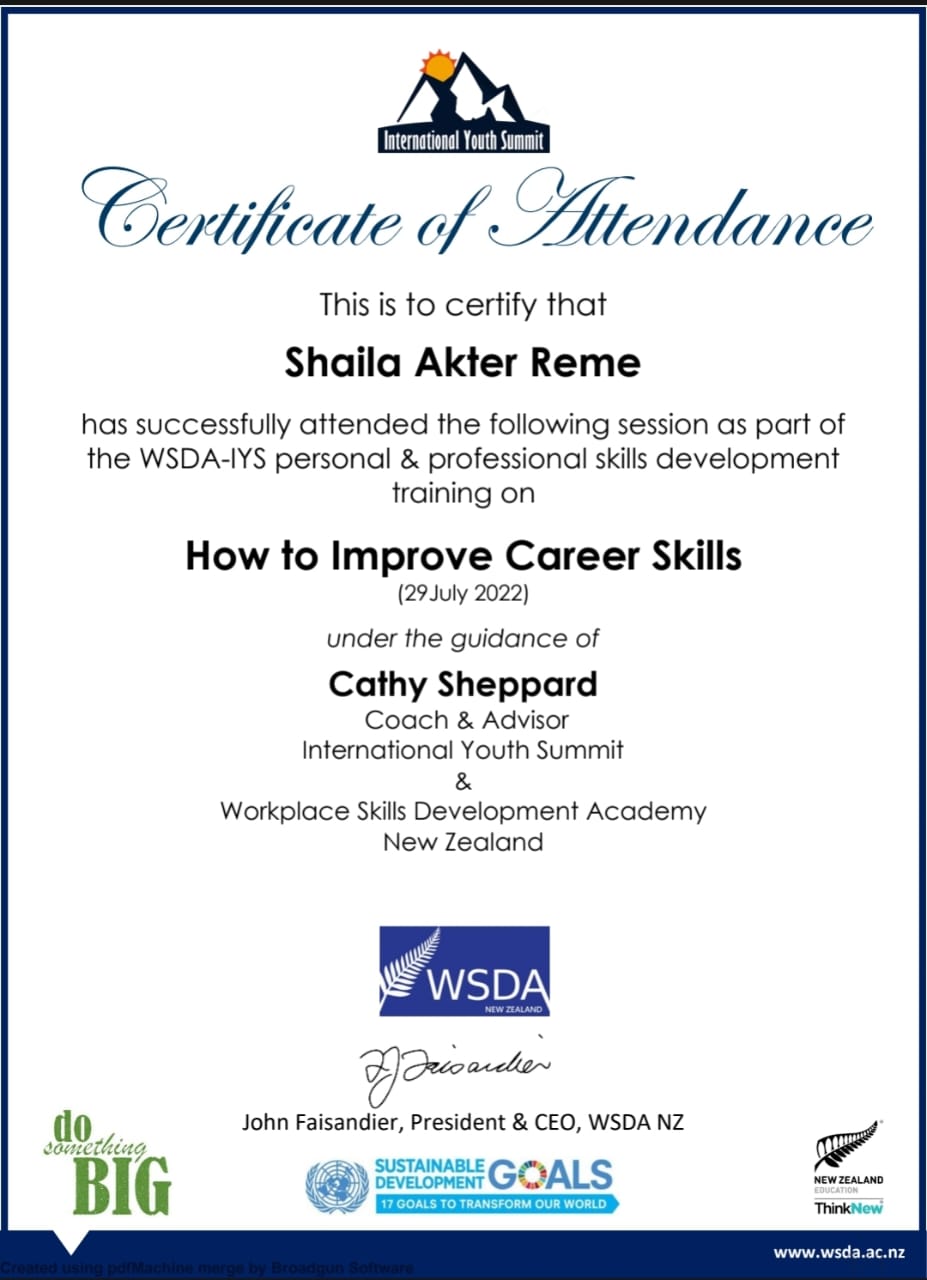 International Youth Summit
Certificate of Attendance
This is to certify that
Shaila Akter Reme
has successfully attended the following session as part of
the WSDA-IYS personal & professional skills development
training on
How to Improve Career Skills
(29July 2022)
under the guidance of
Cathy Sheppard
Coach & Advisor
International Youth Summit
&
Workplace Skills Development Academy
New Zealand
WSDA
NEW ZEALAND
F J Faisandier
John Faisandier, President & CEO, WSDA NZ
do
something
BIG
SUSTAINABLE
DEVELOPMENT
GOALS
17 GOALS TO TRANSFORM OUR WORLD
NEW ZEALAND
EDUCATION
ThinkNew
www.wsda.ac.nz
Created using pdfMachine merge by Broadgun Software